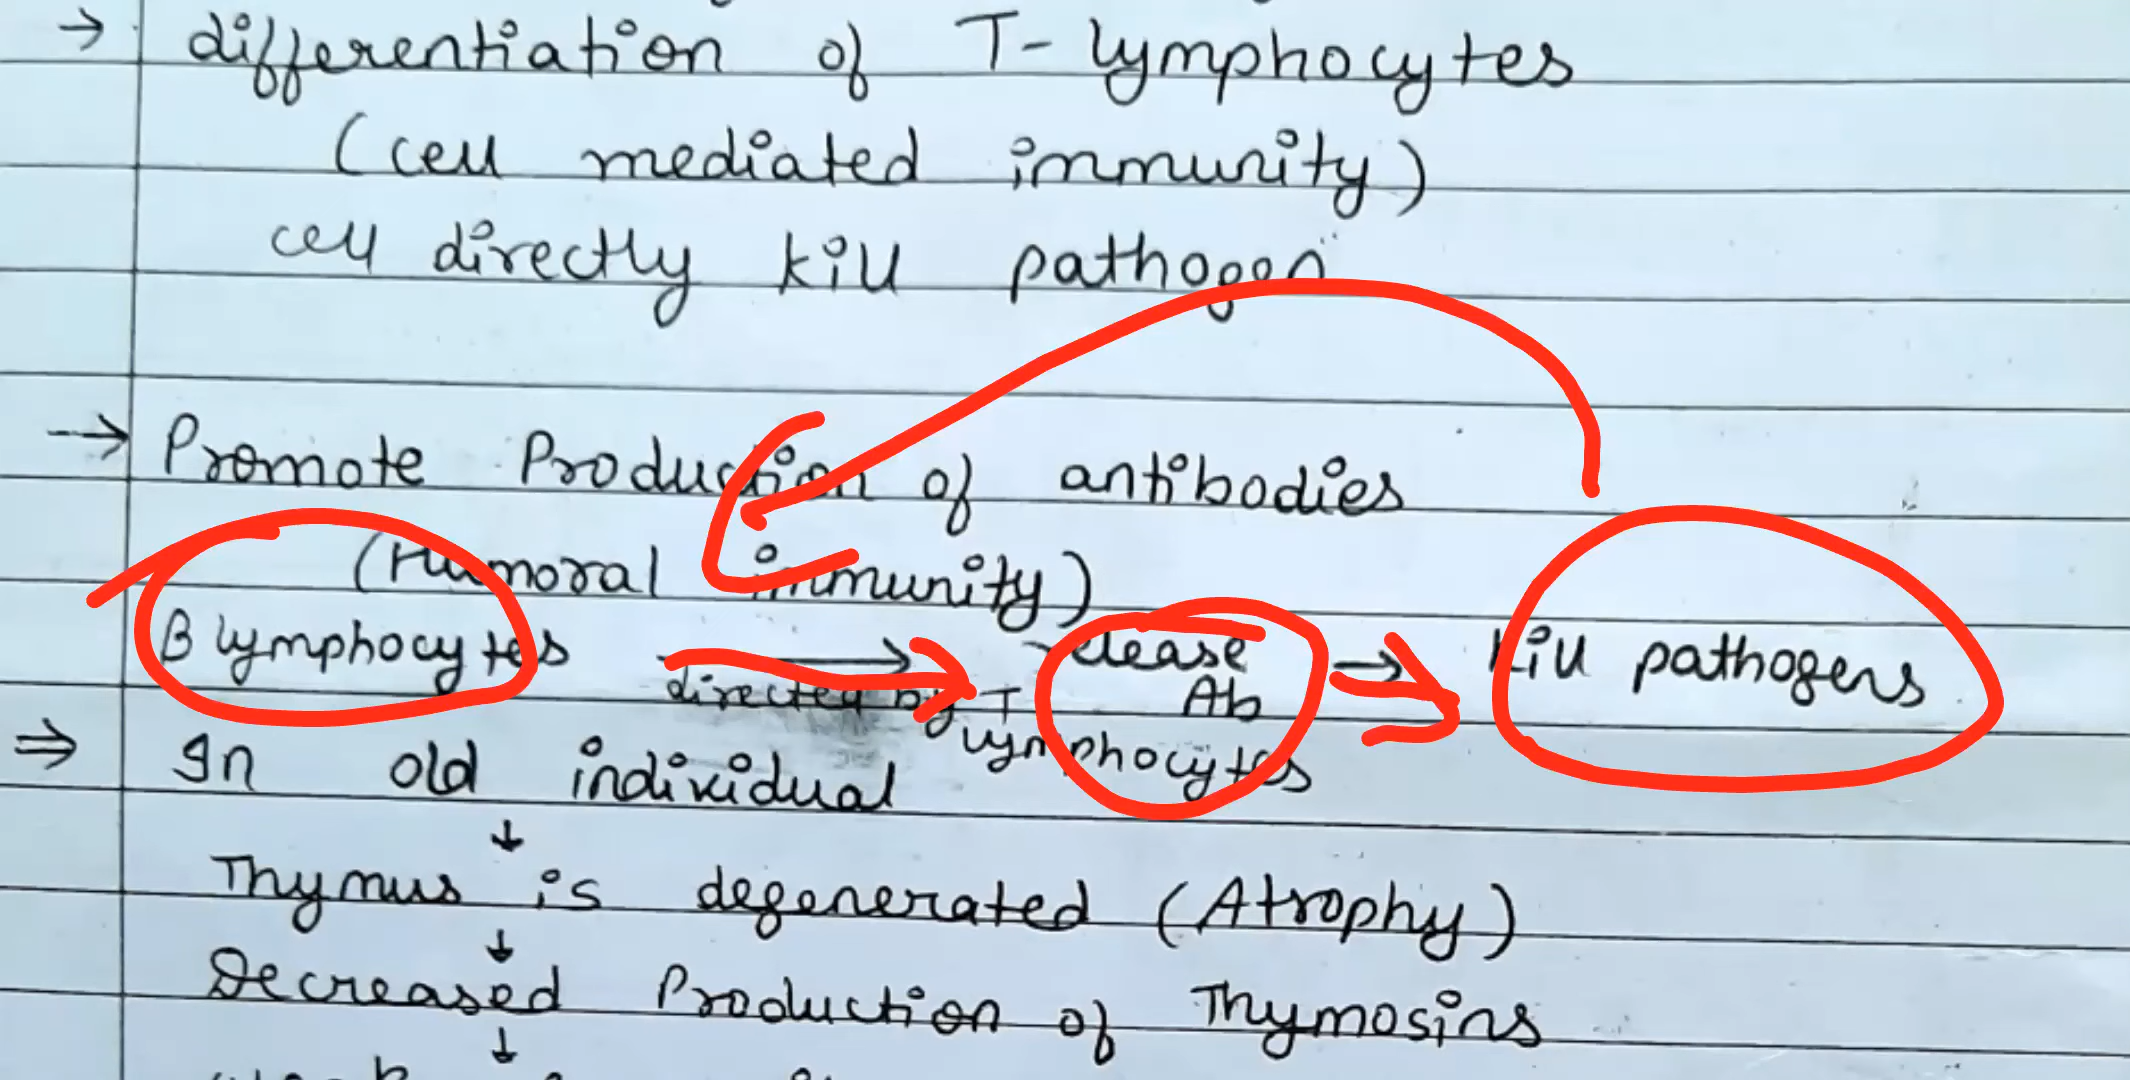 → differentiation of T- lymphocytes
(cell mediated immunity)
cell directly kill pathogen
→ Promote Production of antibodies
(Humoral immunity)
B lymphocytes → release Ab → kill pathogens
directed by T lymphocytes
⇒ In old individual
↓
Thymus is degenerated (Atrophy)
↓
Decreased Production of Thymosins
↓